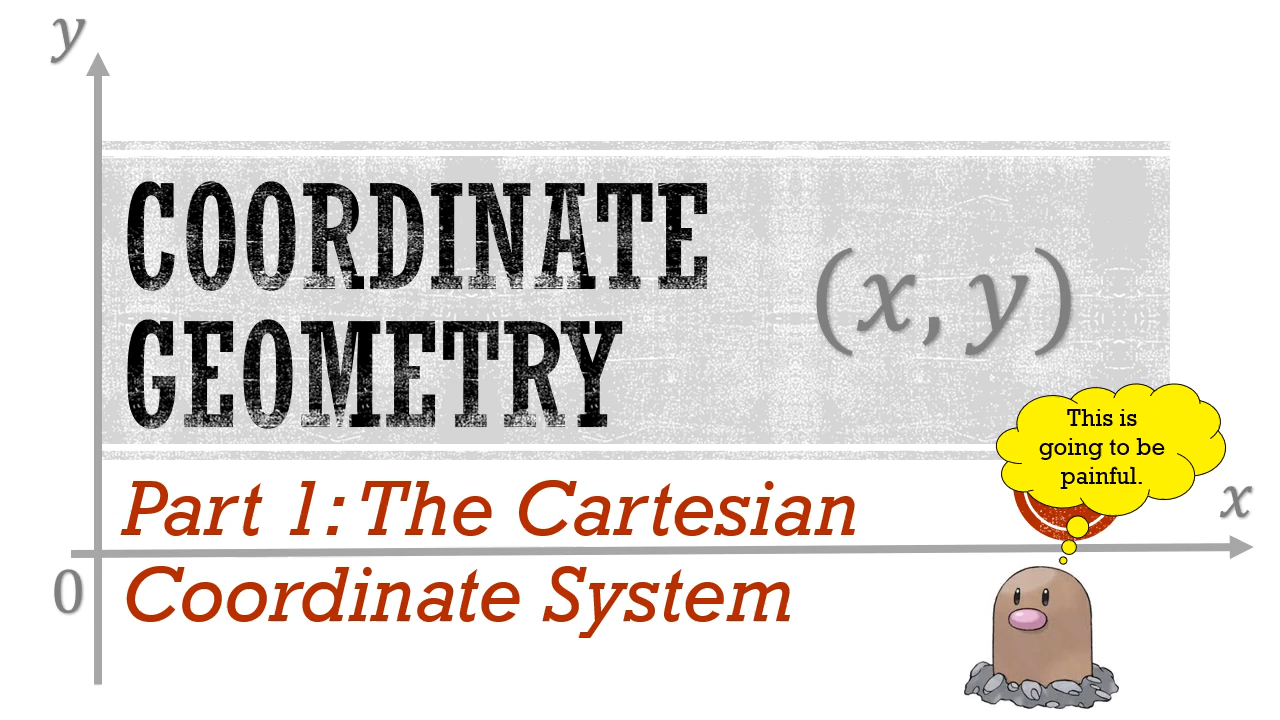 y
COORDINATE
GEOMETRY
(x, y)
This is
going to be
painful.
Part 1: The Cartesian
x
0
Coordinate System